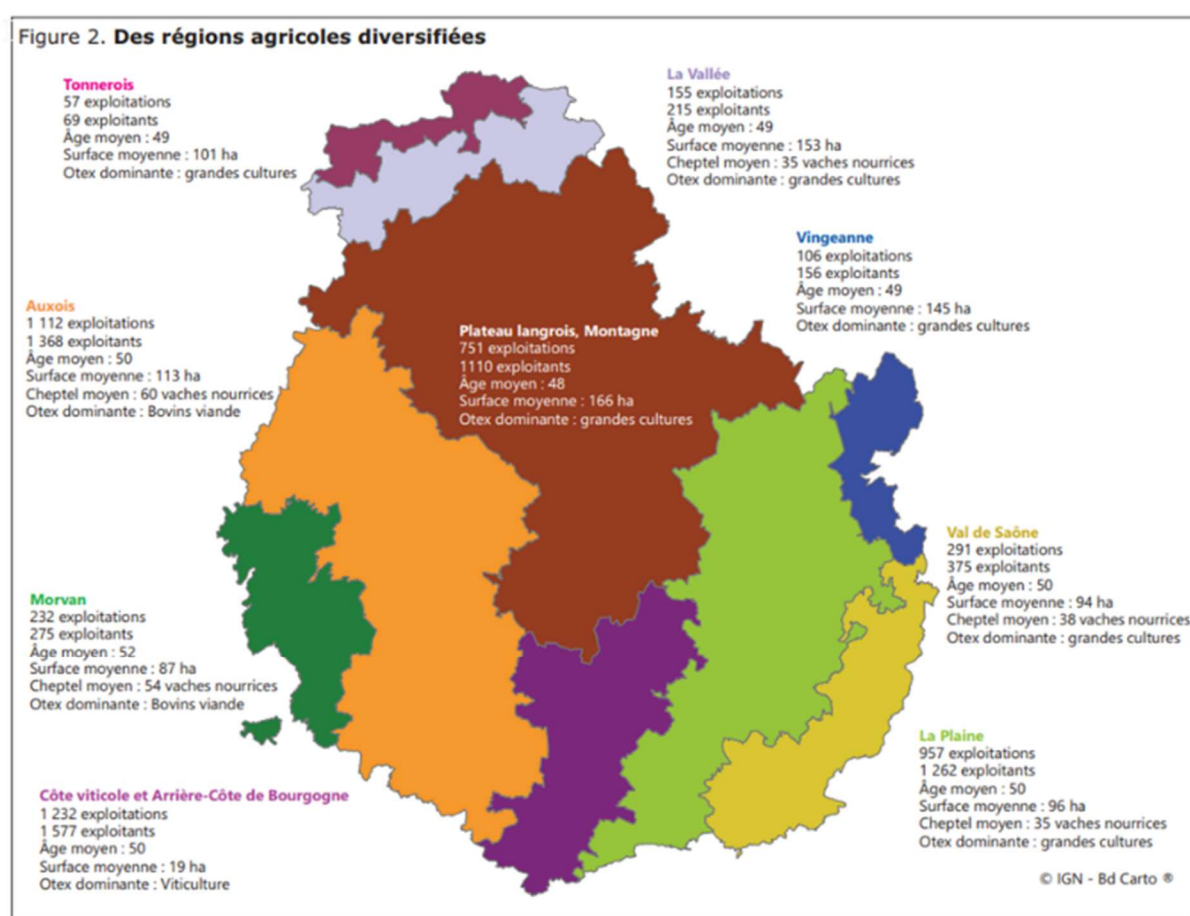 Figure 2. Des régions agricoles diversifiées
Tonnerois
57 exploitations
69 exploitants
Âge moyen : 49
Surface moyenne : 101 ha
Otex dominante : grandes cultures
La Vallée
155 exploitations
215 exploitants
Âge moyen : 49
Surface moyenne : 153 ha
Cheptel moyen : 35 vaches nourrices
Otex dominante : grandes cultures
Vingeanne
106 exploitations
156 exploitants
Âge moyen : 49
Surface moyenne : 145 ha
Otex dominante : grandes cultures
Auxois
1 112 exploitations
1 368 exploitants
Âge moyen : 50
Surface moyenne : 113 ha
Cheptel moyen : 60 vaches nourrices
Otex dominante : Bovins viande
Plateau langrois, Montagne
751 exploitations
1110 exploitants
Âge moyen : 48
Surface moyenne : 166 ha
Otex dominante : grandes cultures
Val de Saône
291 exploitations
375 exploitants
Âge moyen : 50
Surface moyenne : 94 ha
Cheptel moyen : 38 vaches nourrices
Otex dominante : grandes cultures
Morvan
232 exploitations
275 exploitants
Âge moyen : 52
Surface moyenne : 87 ha
Cheptel moyen : 54 vaches nourrices
Otex dominante : Bovins viande
La Plaine
957 exploitations
1 262 exploitants
Âge moyen : 50
Surface moyenne : 96 ha
Cheptel moyen : 35 vaches nourrices
Otex dominante : grandes cultures
Côte viticole et Arrière-Côte de Bourgogne
1 232 exploitations
1 577 exploitants
Âge moyen : 50
Surface moyenne : 19 ha
Otex dominante : Viticulture
© IGN - Bd Carto ®